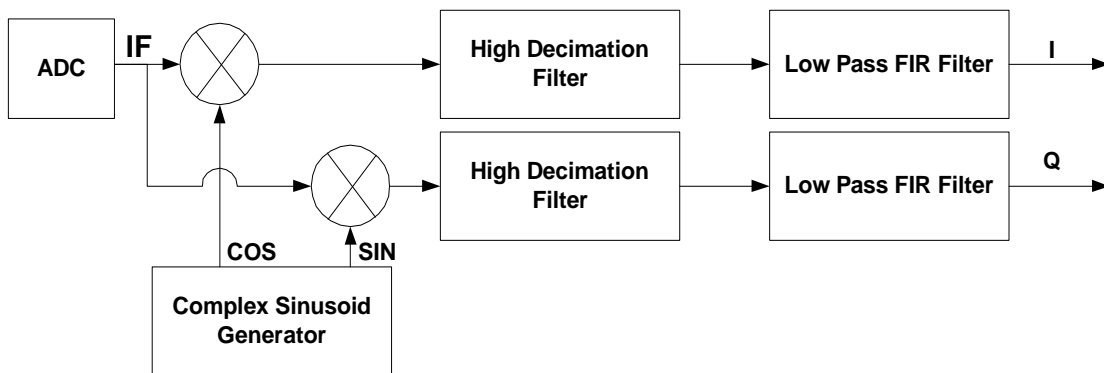 ADC
IF
High Decimation
Filter
Low Pass FIR Filter
I
High Decimation
Filter
Low Pass FIR Filter
Q
COS
SIN
Complex Sinusoid
Generator